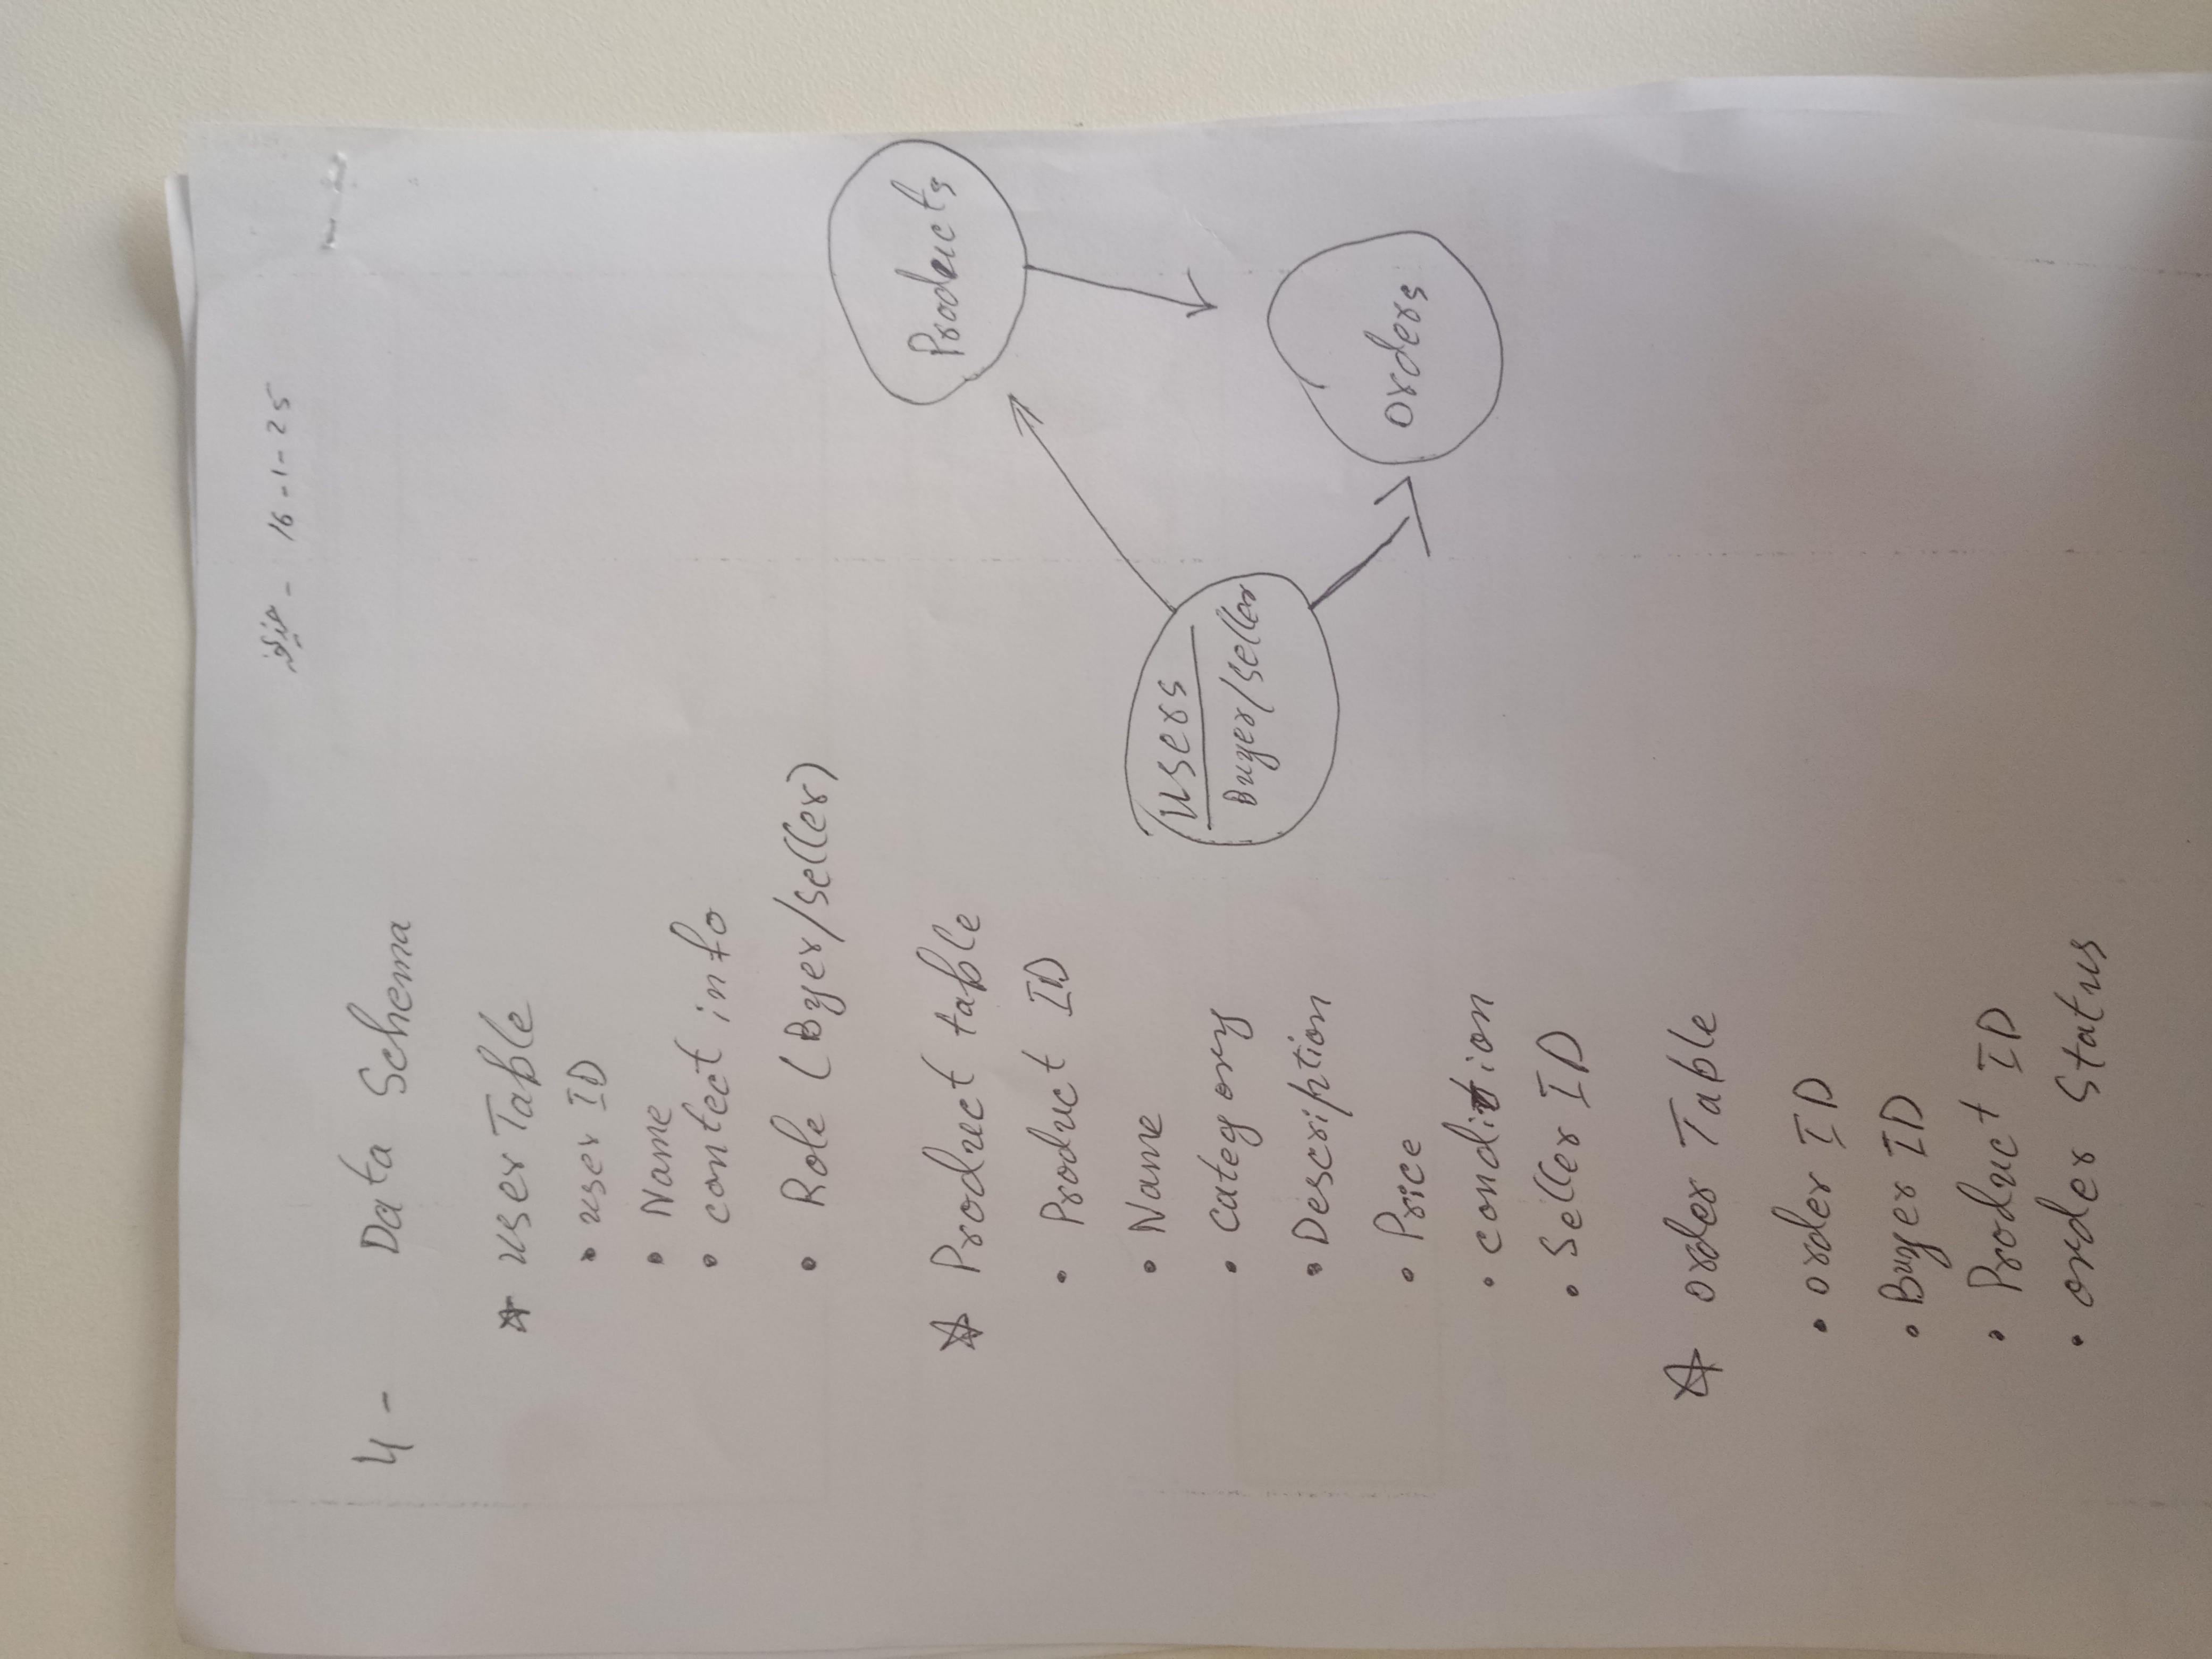 16-1-25
4- Data Schema
☆ user Table
• user ID
• Name
• contect info
• Role (Buyer/seller)
☆ Product table
• Product ID
• Name
• category
• Description
• Price
• condition
• Seller ID
☆ order Table
• order ID
• Buyer ID
• Product ID
• order status
Products
users
Buyer/seller
orders